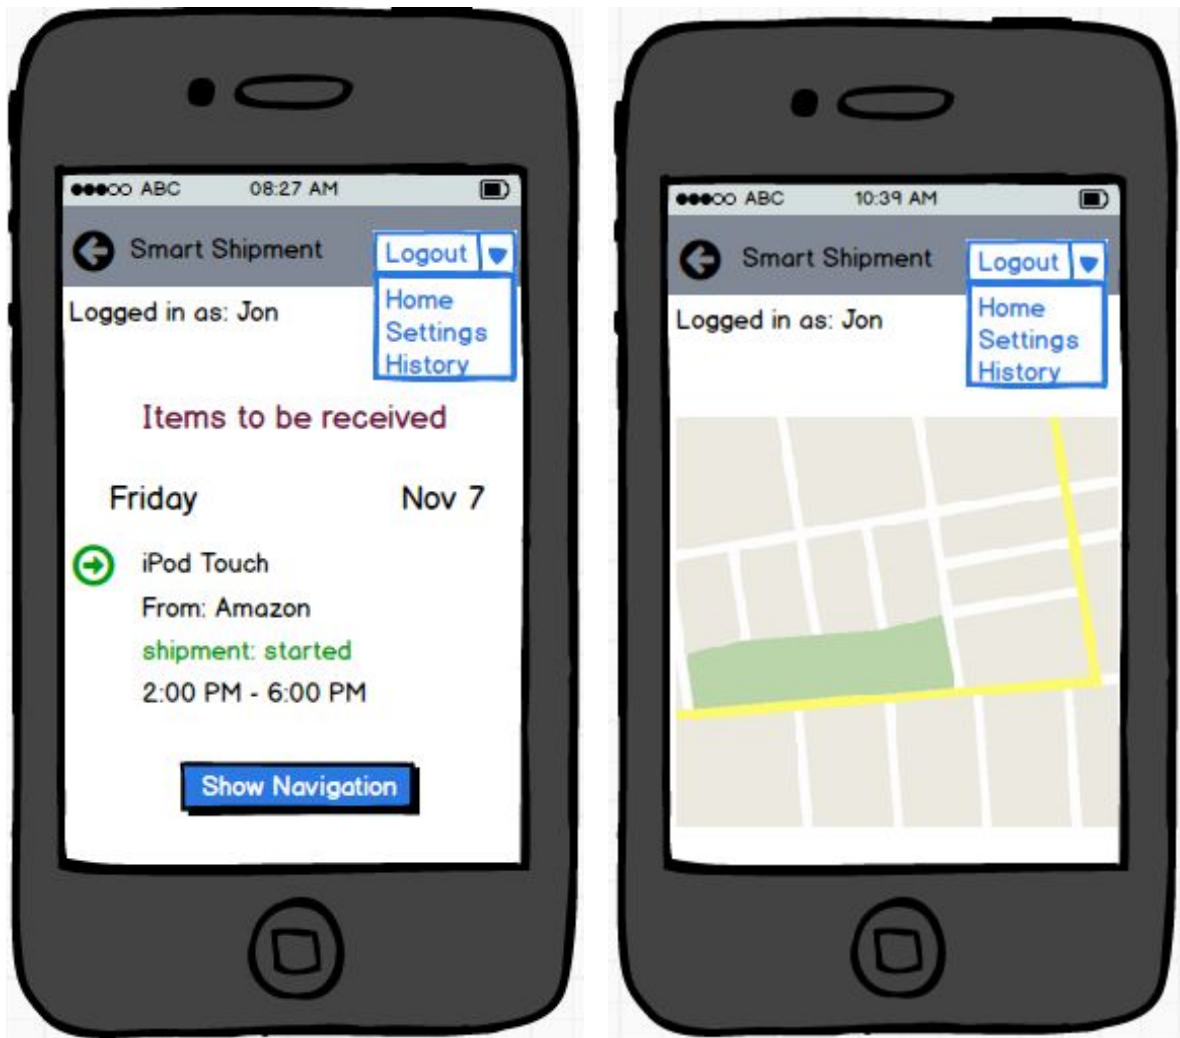 ABC 08:27 AM
Smart Shipment
Logout
Home
Settings
History
Logged in as: Jon
Items to be received
Friday Nov 7
iPod Touch
From: Amazon
shipment: started
2:00 PM - 6:00 PM
Show Navigation
ABC 10:39 AM
Smart Shipment
Logout
Home
Settings
History
Logged in as: Jon